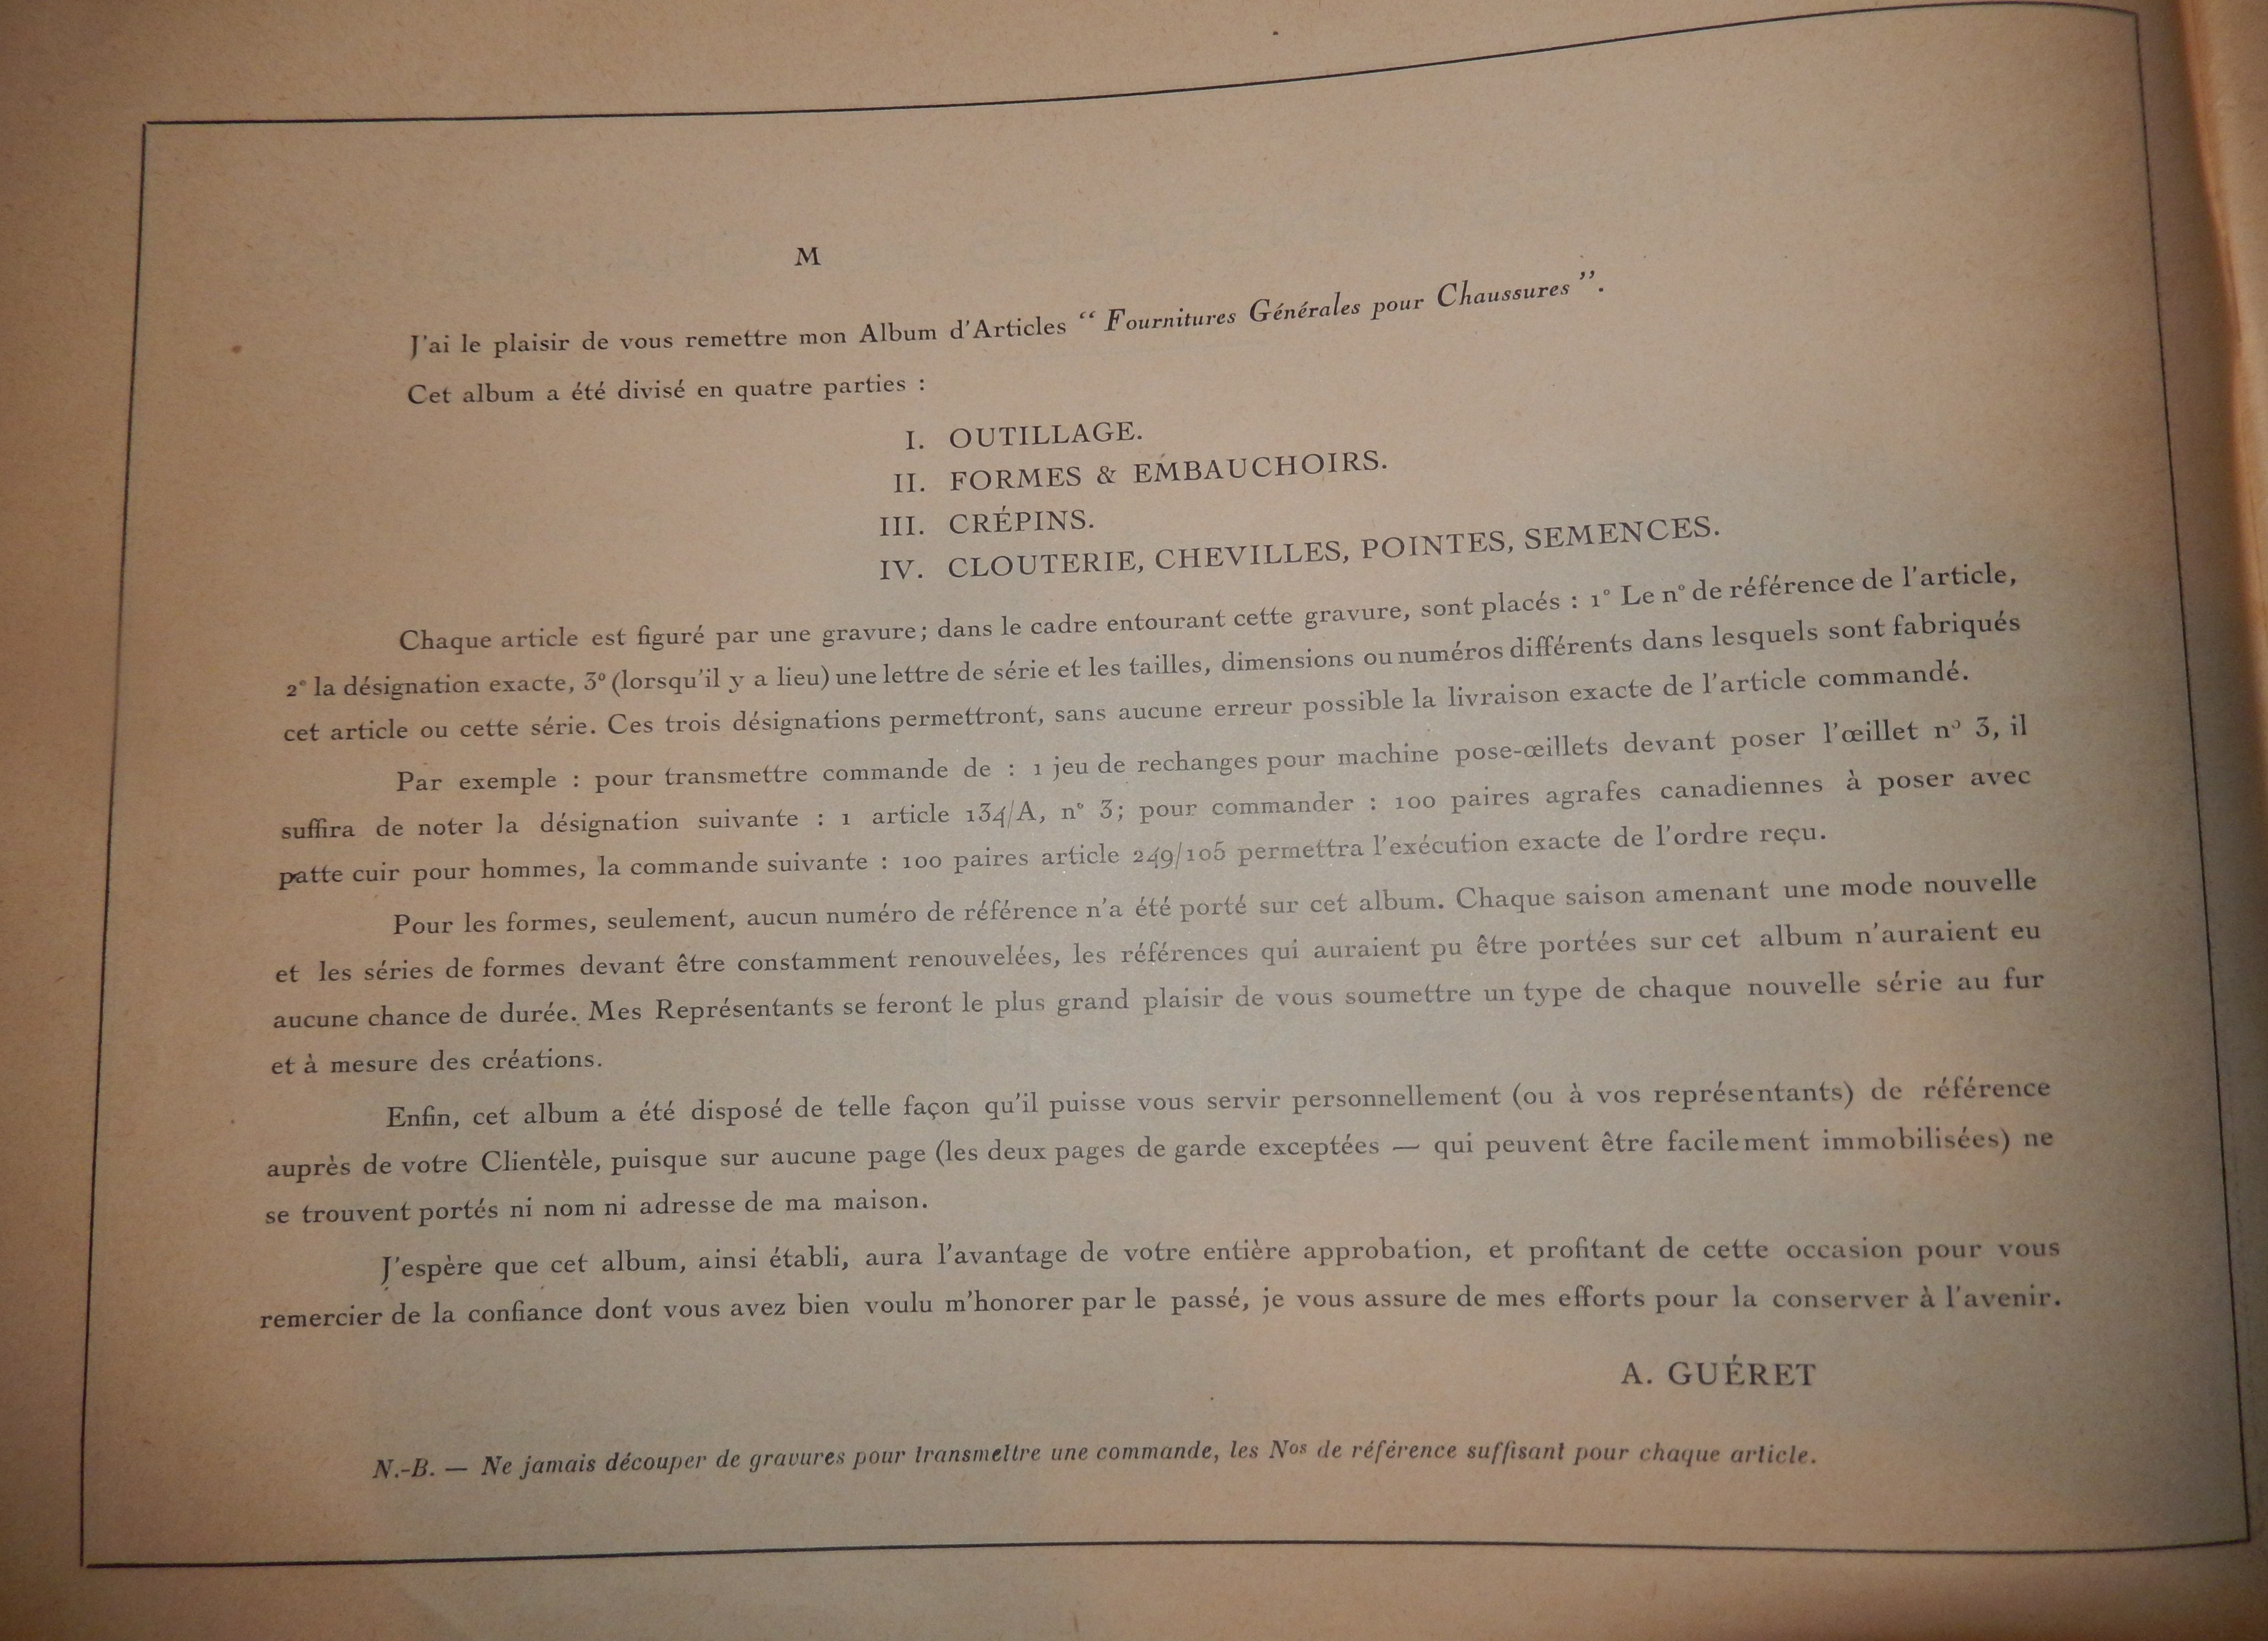 M
J'ai le plaisir de vous remettre mon Album d'Articles “ Fournitures Générales pour Chaussures ”.
Cet album a été divisé en quatre parties :
I. OUTILLAGE.
II. FORMES & EMBAUCHOIRS.
III. CRÉPINS.
IV. CLOUTERIE, CHEVILLES, POINTES, SEMENCES.
Chaque article est figuré par une gravure; dans le cadre entourant cette gravure, sont placés : 1° Le n° de référence de l'article,
2° la désignation exacte, 3° (lorsqu'il y a lieu) une lettre de série et les tailles, dimensions ou numéros différents dans lesquels sont fabriqués
cet article ou cette série. Ces trois désignations permettront, sans aucune erreur possible la livraison exacte de l'article commandé.
Par exemple : pour transmettre commande de : 1 jeu de rechanges pour machine pose-œillets devant poser l'œillet n° 3, il
suffira de noter la désignation suivante : 1 article 134/A, n° 3; pour commander : 100 paires agrafes canadiennes à poser avec
patte cuir pour hommes, la commande suivante : 100 paires article 249/105 permettra l'exécution exacte de l'ordre reçu.
Pour les formes, seulement, aucun numéro de référence n'a été porté sur cet album. Chaque saison amenant une mode nouvelle
et les séries de formes devant être constamment renouvelées, les références qui auraient pu être portées sur cet album n'auraient eu
aucune chance de durée. Mes Représentants se feront le plus grand plaisir de vous soumettre un type de chaque nouvelle série au fur
et à mesure des créations.
Enfin, cet album a été disposé de telle façon qu'il puisse vous servir personnellement (ou à vos représentants) de référence
auprès de votre Clientèle, puisque sur aucune page (les deux pages de garde exceptées — qui peuvent être facilement immobilisées) ne
se trouvent portés ni nom ni adresse de ma maison.
J'espère que cet album, ainsi établi, aura l'avantage de votre entière approbation, et profitant de cette occasion pour vous
remercier de la confiance dont vous avez bien voulu m'honorer par le passé, je vous assure de mes efforts pour la conserver à l'avenir.
A. GUÉRET
N.-B. — Ne jamais découper de gravures pour transmettre une commande, les Nos de référence suffisant pour chaque article.